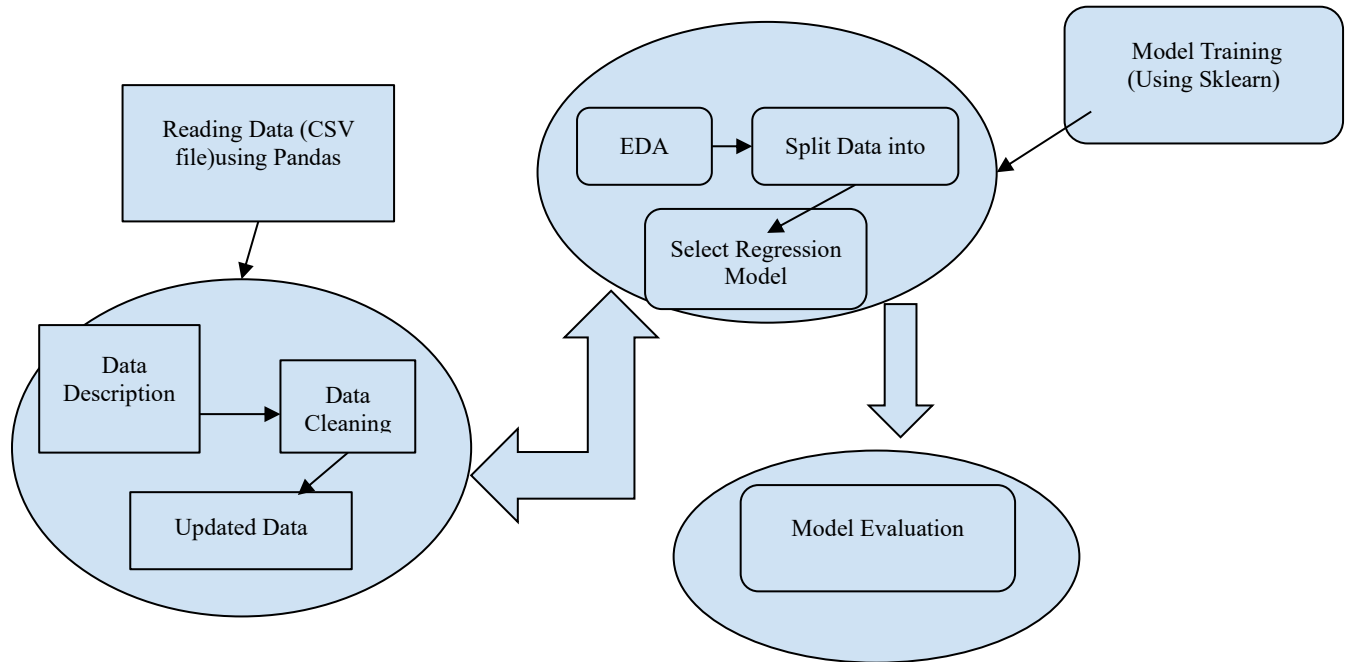 Reading Data (CSV
file)using Pandas
Data
Description
Data
Cleaning
Updated Data
EDA
Split Data into
Select Regression
Model
Model Training
(Using Sklearn)
Model Evaluation